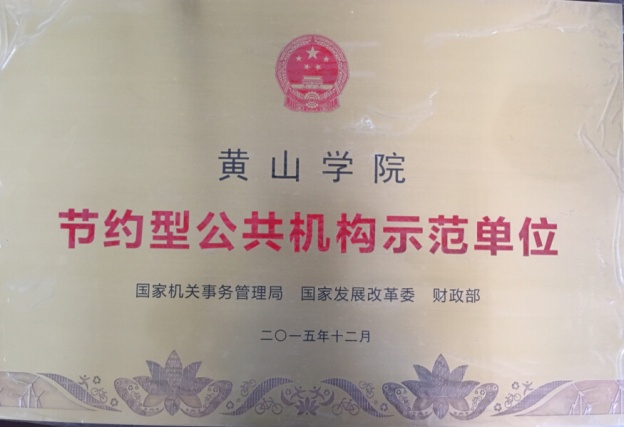 黄山学院
节约型公共机构示范单位
国家机关事务管理局 国家发展改革委 财政部
二〇一五年十二月